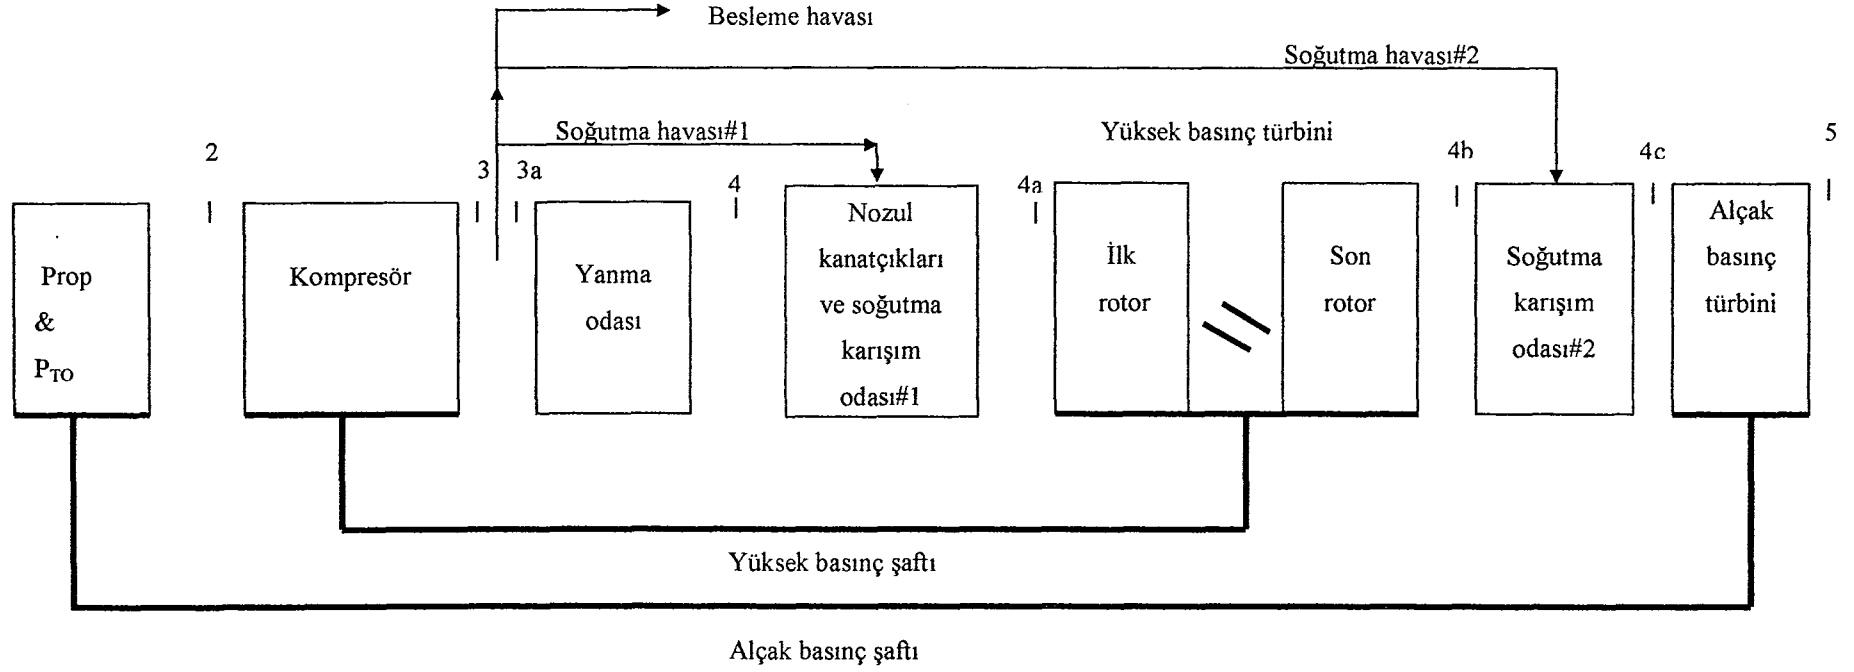 Besleme havası
Soğutma havası#2
Soğutma havası#1
Yüksek basınç türbini
2
3
3a
4
4a
4b
4c
5
Prop
&
PTO
Kompresör
Yanma
odası
Nozul
kanatçıkları
ve soğutma
karışım
odası#1
İlk
rotor
Son
rotor
Soğutma
karışım
odası#2
Alçak
basınç
türbini
Yüksek basınç şaftı
Alçak basınç şaftı